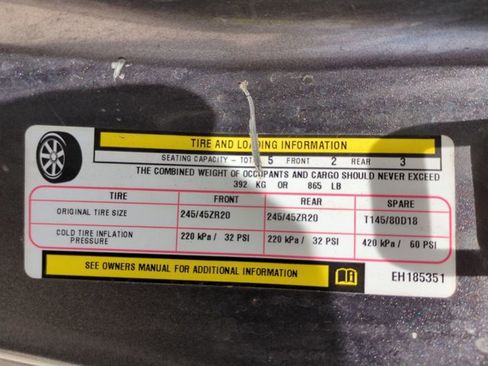 TIRE AND LOADING INFORMATION
SEATING CAPACITY - TOTAL 5 FRONT 2 REAR 3
THE COMBINED WEIGHT OF OCCUPANTS AND CARGO SHOULD NEVER EXCEED
392 KG OR 865 LB
TIRE FRONT REAR SPARE
ORIGINAL TIRE SIZE 245/45ZR20 245/45ZR20 T145/80D18
COLD TIRE INFLATION PRESSURE 220 kPa / 32 PSI 220 kPa / 32 PSI 420 kPa / 60 PSI
SEE OWNERS MANUAL FOR ADDITIONAL INFORMATION
EH185351